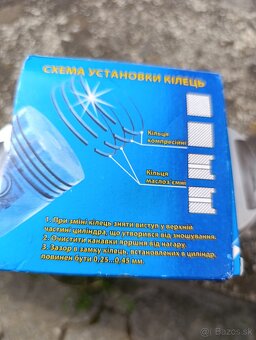 СХЕМА УСТАНОВКИ КІЛЕЦЬ
Кільця
компресійні
Кільця
маслоз'ємні
1. При зміні кілець зняти виступ у верхній
частині циліндра, що утворився від зношування.
2. Очистити канавки поршня від нагару.
3. Зазор в замку кілець, встановлених в циліндр,
повинен бути 0,25...0,45 мм.
Bazos.sk